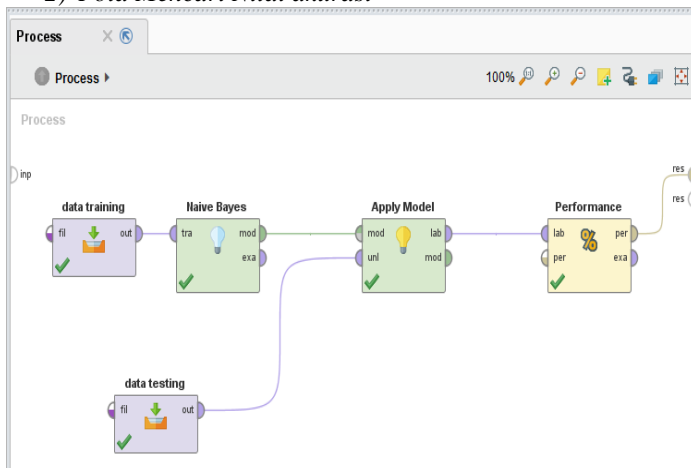 Process
Process
100%
Process
inp
res
res
data training
Naive Bayes
Apply Model
Performance
fil out
tra mod
exa
mod lab
unl mod
lab per
per exa
%
data testing
fil out